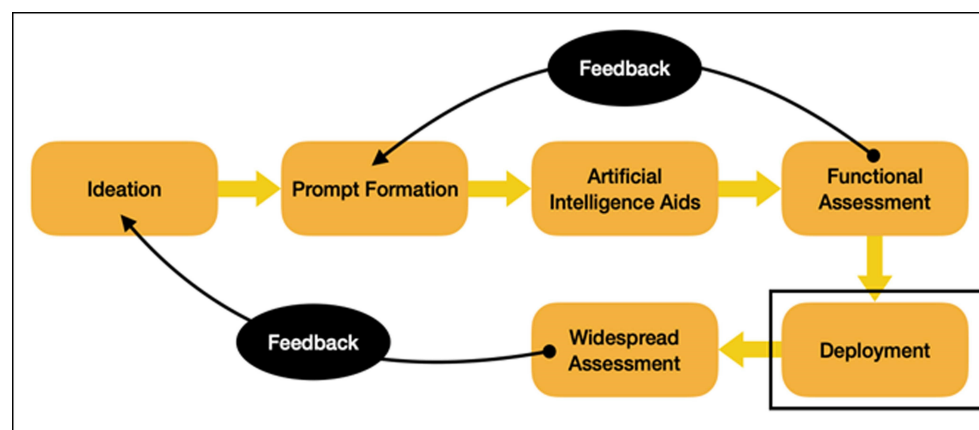 Feedback
Ideation
Prompt Formation
Artificial
Intelligence Aids
Functional
Assessment
Feedback
Widespread
Assessment
Deployment